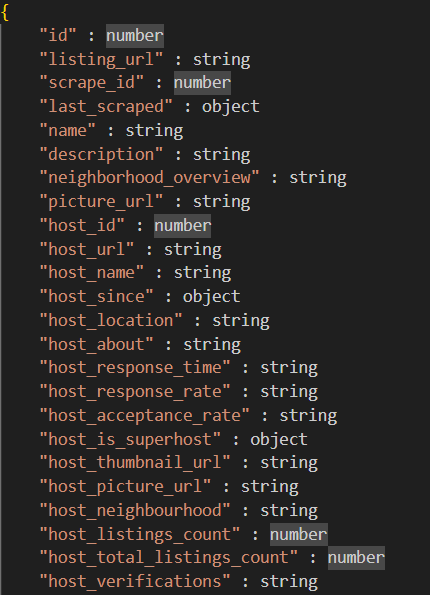 {
"id" : number
"listing_url" : string
"scrape_id" : number
"last_scraped" : object
"name" : string
"description" : string
"neighborhood_overview" : string
"picture_url" : string
"host_id" : number
"host_url" : string
"host_name" : string
"host_since" : object
"host_location" : string
"host_about" : string
"host_response_time" : string
"host_response_rate" : string
"host_acceptance_rate" : string
"host_is_superhost" : object
"host_thumbnail_url" : string
"host_picture_url" : string
"host_neighbourhood" : string
"host_listings_count" : number
"host_total_listings_count" : number
"host_verifications" : string